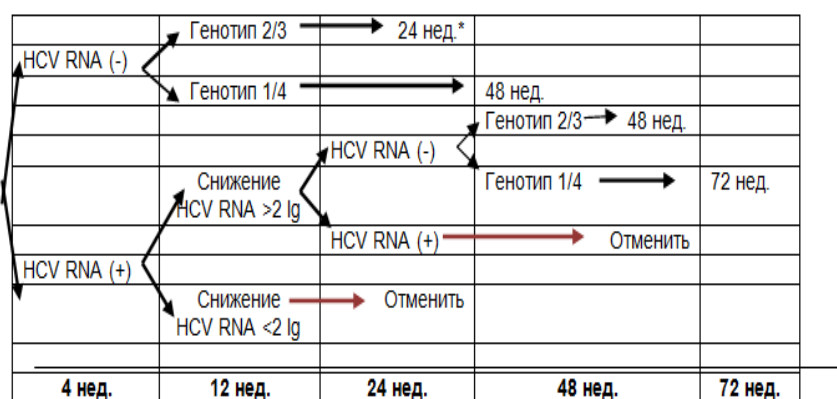 Генотип 2/3 24 нед.*
HCV RNA (-)
Генотип 1/4 48 нед.
Генотип 2/3 48 нед.
HCV RNA (-)
Снижение
HCV RNA >2 lg
Генотип 1/4 72 нед.
HCV RNA (+) Отменить
HCV RNA (+)
Снижение
HCV RNA <2 lg
Отменить
4 нед. 12 нед. 24 нед. 48 нед. 72 нед.